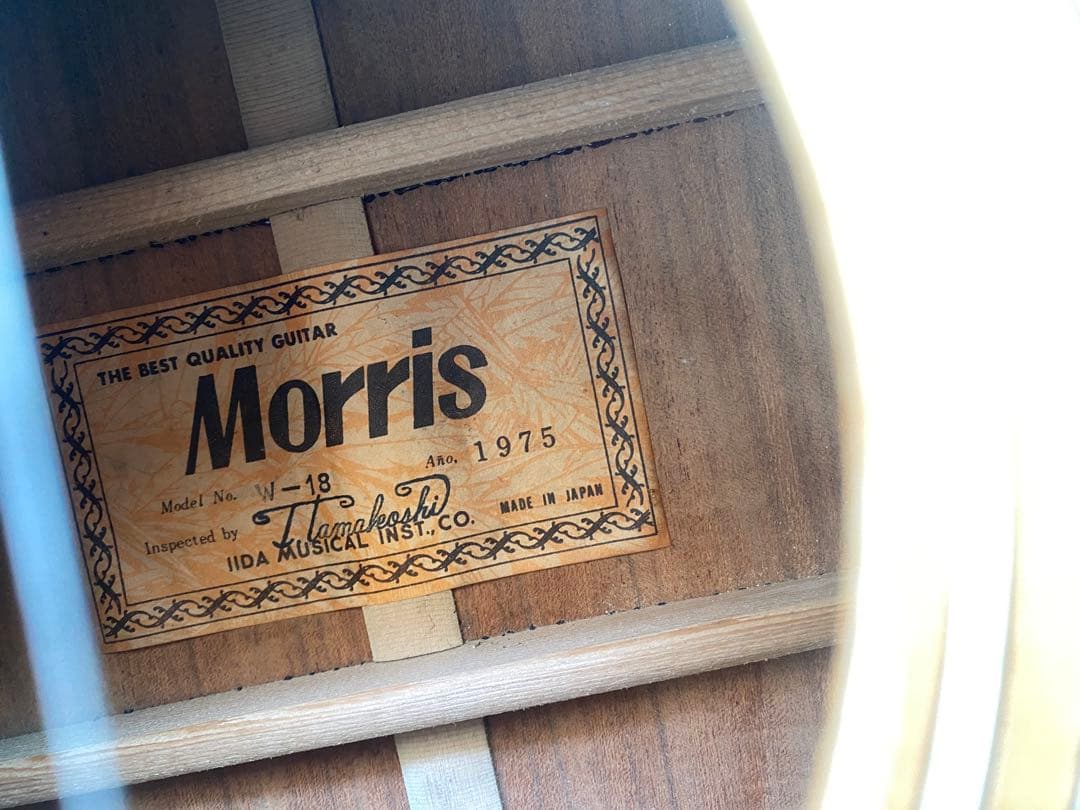 THE BEST QUALITY GUITAR
Morris
Año. 1975
Model No. W-18
Inspected by Hamakoshi
MADE IN JAPAN
IIDA MUSICAL INST., CO.